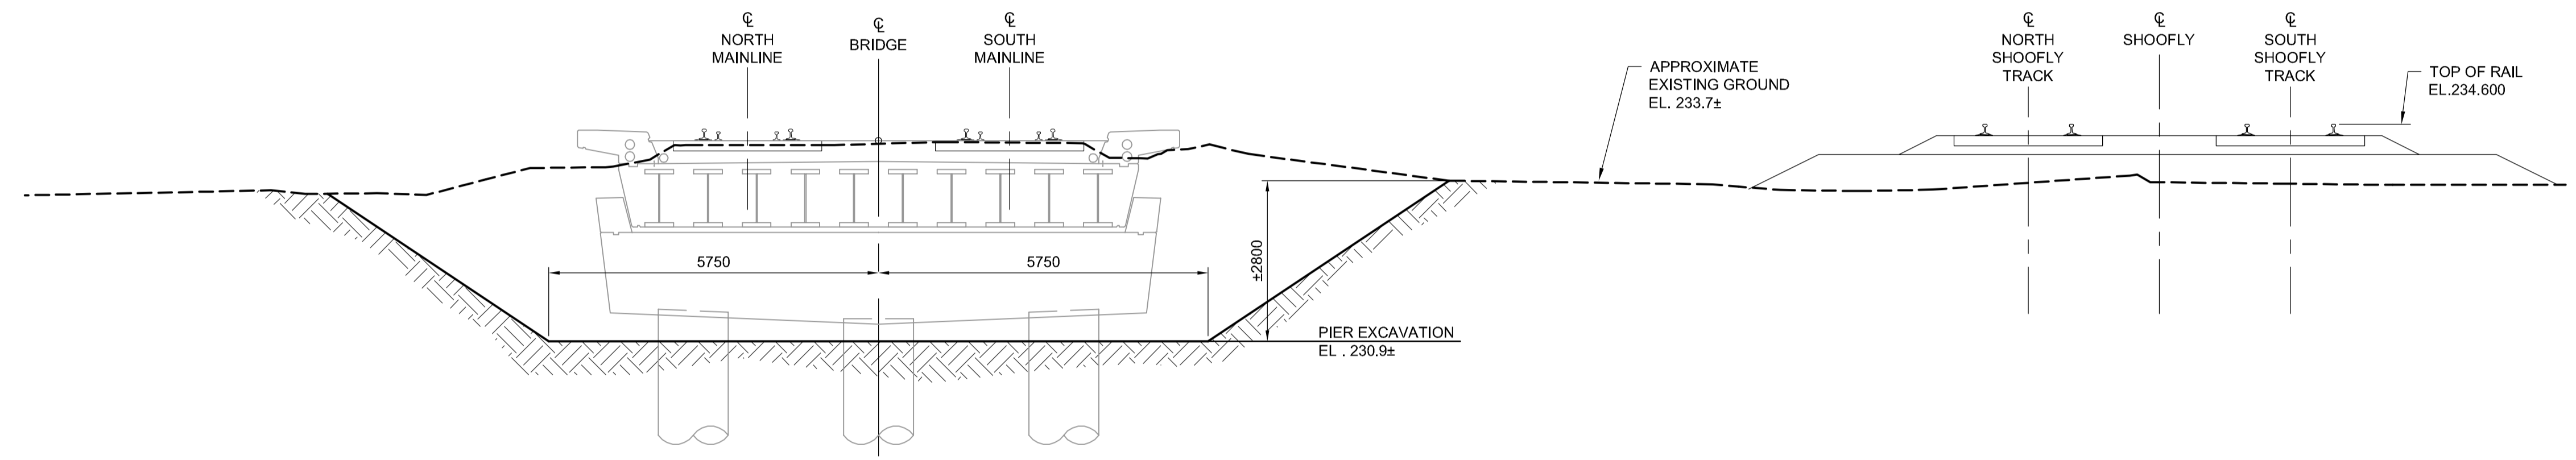 ℄
NORTH
MAINLINE
℄
BRIDGE
℄
SOUTH
MAINLINE
APPROXIMATE
EXISTING GROUND
EL. 233.7±
℄
NORTH
SHOOFLY
TRACK
℄
SHOOFLY
℄
SOUTH
SHOOFLY
TRACK
TOP OF RAIL
EL.234.600
5750
5750
±2800
PIER EXCAVATION
EL . 230.9±